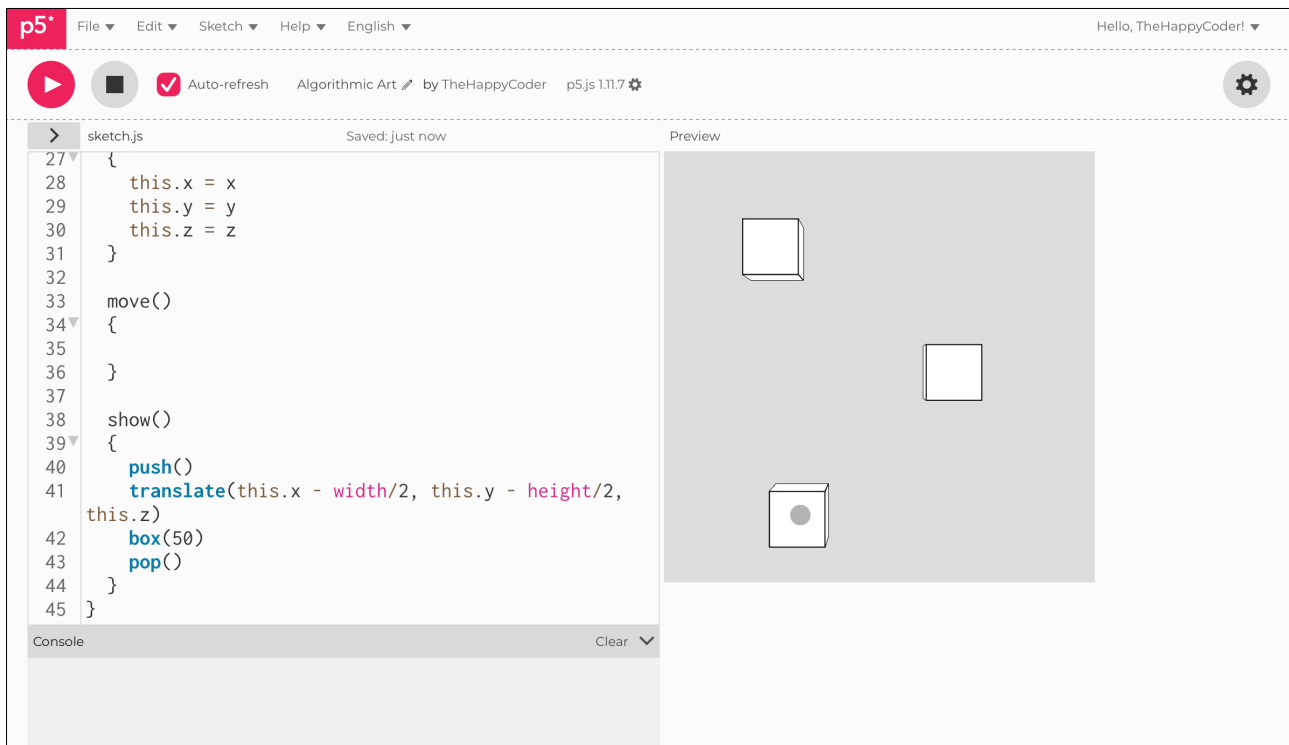 p5* File Edit Sketch Help English Hello, TheHappyCoder!
Auto-refresh Algorithmic Art by TheHappyCoder p5.js 1.11.7
sketch.js Saved: just now Preview
27 {
28 this.x = x
29 this.y = y
30 this.z = z
31 }
32
33 move()
34 {
35
36 }
37
38 show()
39 {
40 push()
41 translate(this.x - width/2, this.y - height/2,
this.z)
42 box(50)
43 pop()
44 }
45 }
Console Clear